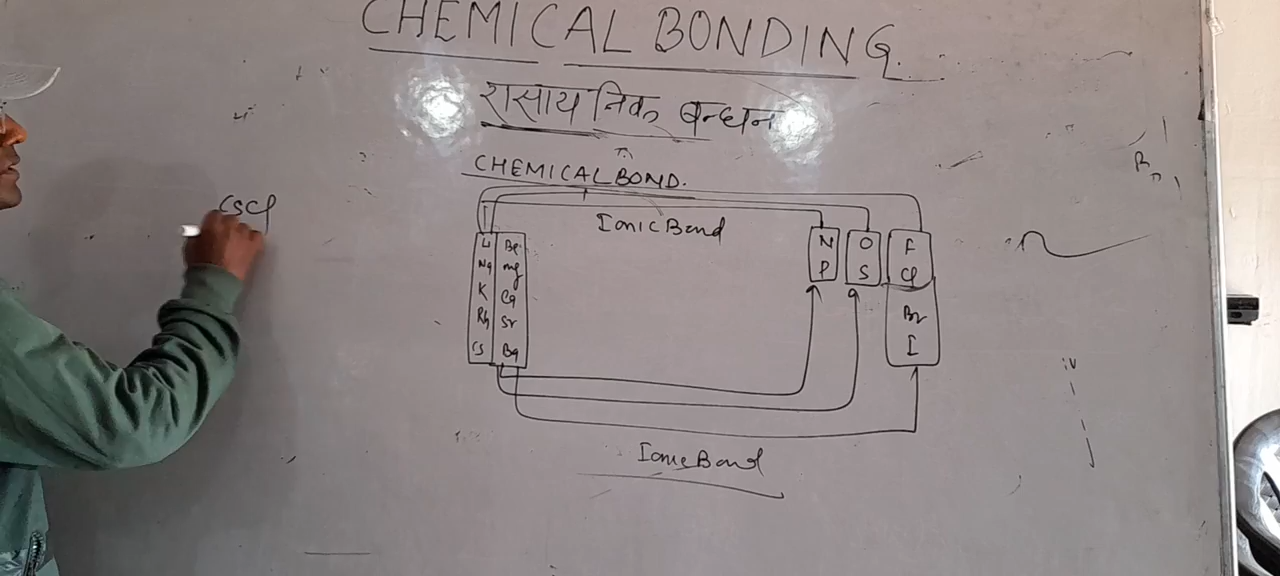 CHEMICAL BONDING.
रासायनिक बन्धन
CHEMICAL BOND.
CsCl
Ionic Bond
Li Be
Na Mg
K Ca
Rb Sr
Cs Ba
N O F
P S Cl
Br
I
Ionic Bond